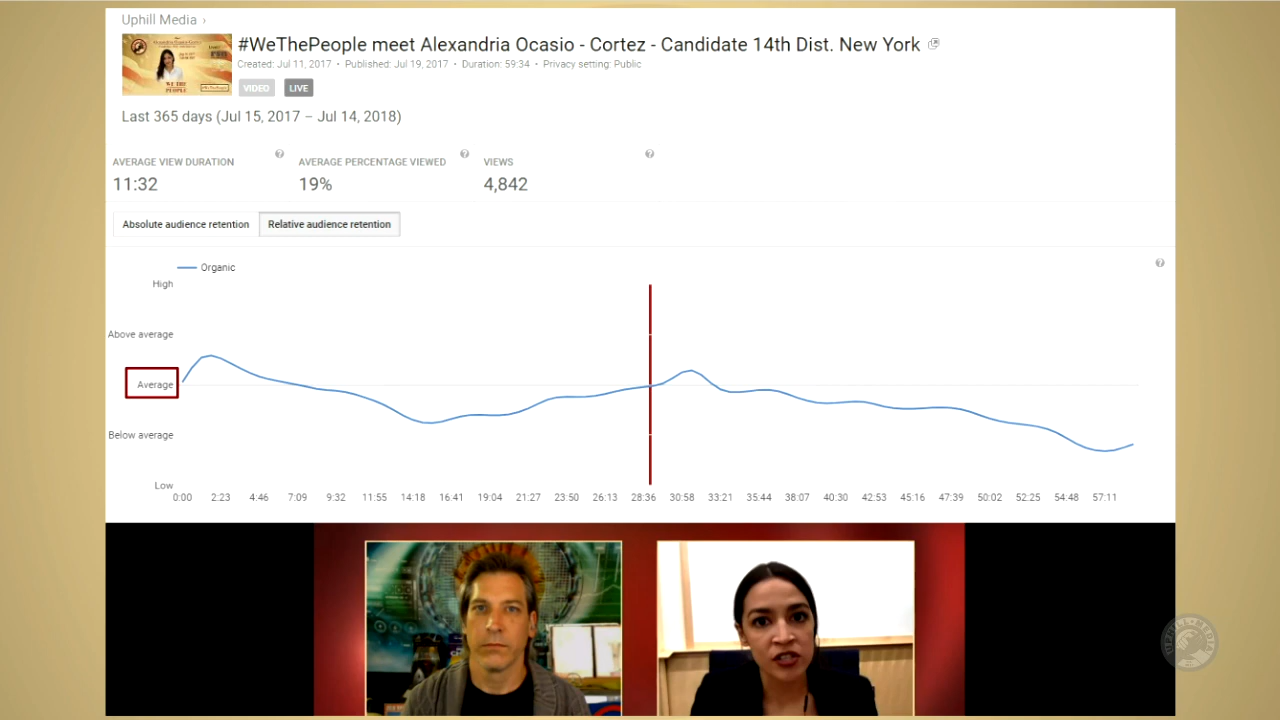 Uphill Media ›
#WeThePeople meet Alexandria Ocasio - Cortez - Candidate 14th Dist. New York
Created: Jul 11, 2017 • Published: Jul 19, 2017 • Duration: 59:34 • Privacy setting: Public
WE THE
PEOPLE
VIDEO LIVE
Last 365 days (Jul 15, 2017 – Jul 14, 2018)
AVERAGE VIEW DURATION ? AVERAGE PERCENTAGE VIEWED ? VIEWS ?
11:32 19% 4,842
Absolute audience retention Relative audience retention
Organic ?
High
Above average
Average
Below average
Low
0:00 2:23 4:46 7:09 9:32 11:55 14:18 16:41 19:04 21:27 23:50 26:13 28:36 30:58 33:21 35:44 38:07 40:30 42:53 45:16 47:39 50:02 52:25 54:48 57:11
UPHILL MEDIA